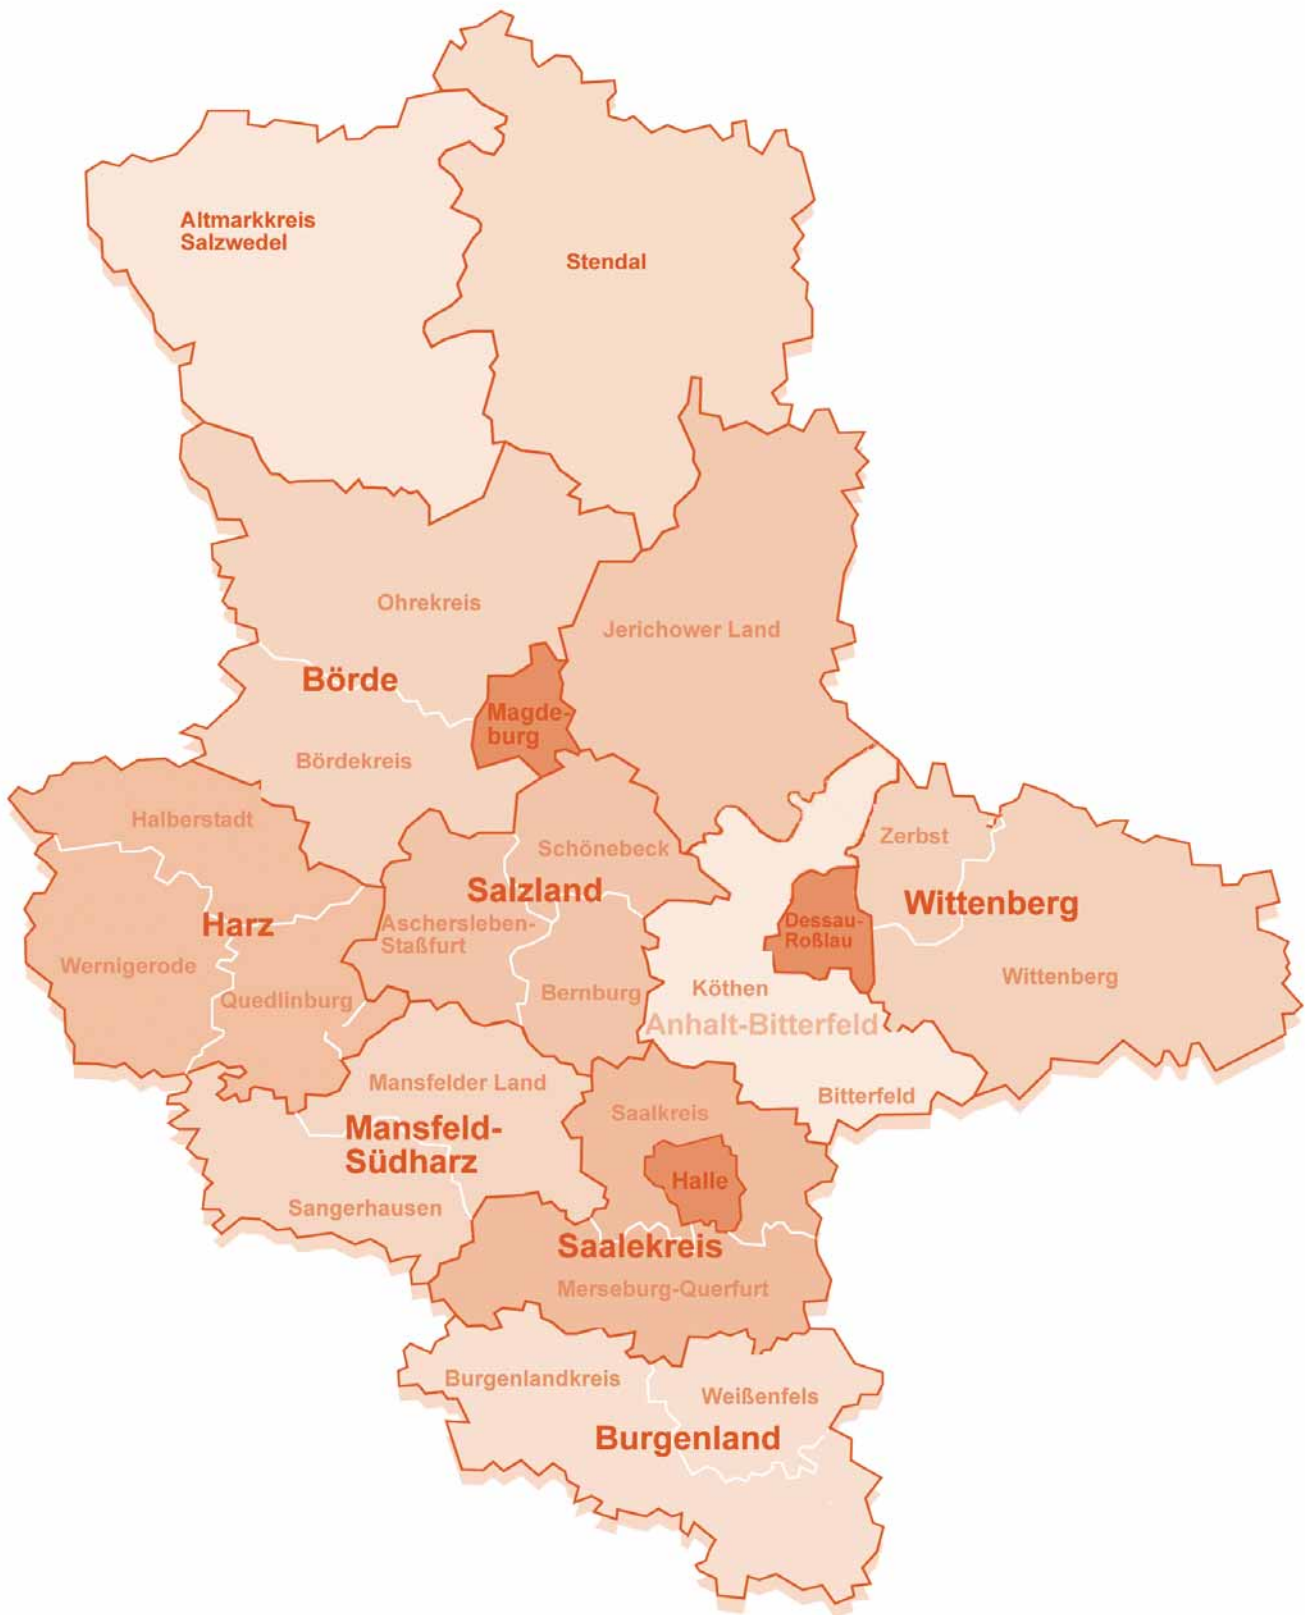 Altmarkkreis
Salzwedel
Stendal
Ohrekreis
Jerichower Land
Börde
Magde-
burg
Bördekreis
Halberstadt
Zerbst
Schönebeck
Salzland
Wittenberg
Harz
Aschersleben-
Staßfurt
Dessau-
Roßlau
Wernigerode
Wittenberg
Quedlinburg
Bernburg
Köthen
Anhalt-Bitterfeld
Mansfelder Land
Bitterfeld
Saalkreis
Mansfeld-
Südharz
Halle
Sangerhausen
Saalekreis
Merseburg-Querfurt
Burgenlandkreis
Weißenfels
Burgenland